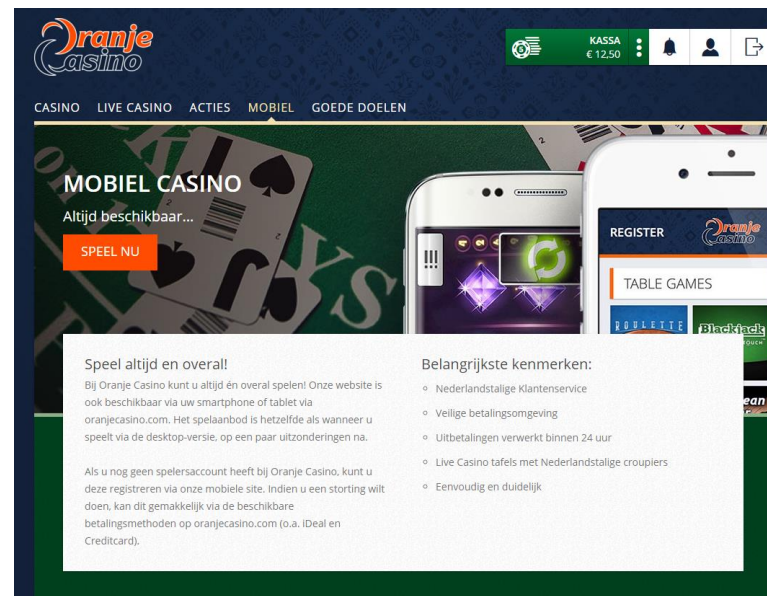 Oranje
Casino
KASSA
€ 12,50
CASINO LIVE CASINO ACTIES MOBIEL GOEDE DOELEN
MOBIEL CASINO
Altijd beschikbaar...
SPEEL NU
REGISTER
Oranje
Casino
TABLE GAMES
ROULETTE
Blackjack
Speel altijd en overal!
Bij Oranje Casino kunt u altijd én overal spelen! Onze website is
ook beschikbaar via uw smartphone of tablet via
oranjecasino.com. Het spelaanbod is hetzelfde als wanneer u
speelt via de desktop-versie, op een paar uitzonderingen na.
Als u nog geen spelersaccount heeft bij Oranje Casino, kunt u
deze registreren via onze mobiele site. Indien u een storting wilt
doen, kan dit gemakkelijk via de beschikbare
betalingsmethoden op oranjecasino.com (o.a. iDeal en
Creditcard).
Belangrijkste kenmerken:
Nederlandstalige Klantenservice
Veilige betalingsomgeving
Uitbetalingen verwerkt binnen 24 uur
Live Casino tafels met Nederlandstalige croupiers
Eenvoudig en duidelijk